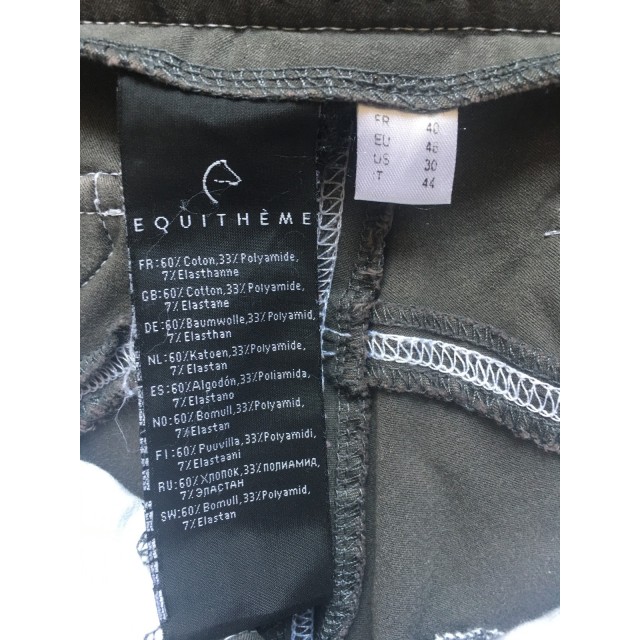 EQUITHÈME
FR:60% Coton,33% Polyamide,
7% Elasthanne
GB:60% Cotton,33% Polyamide,
7% Elastane
DE:60% Baumwolle,33% Polyamid,
7% Elasthan
NL:60% Katoen,33% Polyamide,
7% Elastan
ES:60% Algodón,33% Poliamida,
7% Elastano
NO:60% Bomull,33% Polyamid,
7% Elastan
FI:60% Puuvilla,33% Polyamidi,
7% Elastaani
RU:60% ХЛОПОК,33% ПОЛИАМИД,
7% ЭЛАСТАН
SW:60% Bomull,33% Polyamid,
7% Elastan
FR 40
EU 46
US 30
T 44